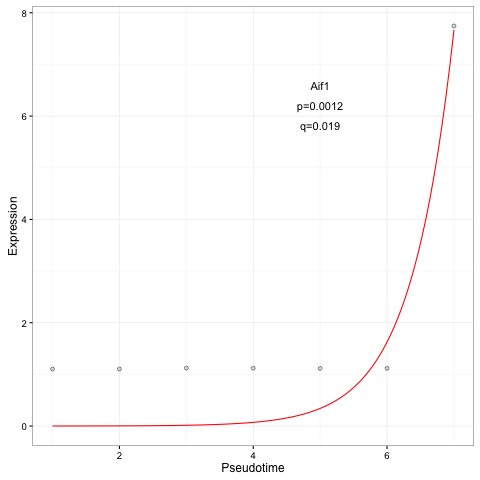 8
Aif1
p=0.0012
q=0.019
6
4
2
0
Expression
2 4 6
Pseudotime